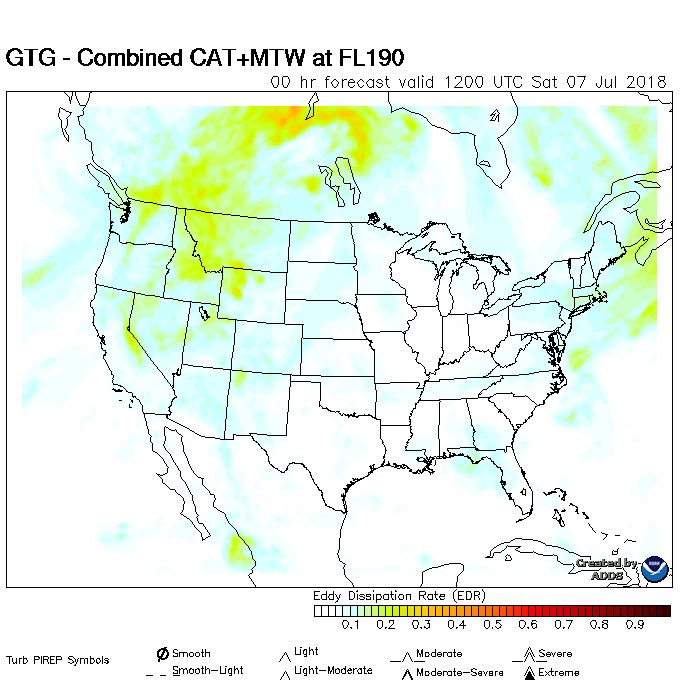 GTG - Combined CAT+MTW at FL190
00 hr forecast valid 1200 UTC Sat 07 Jul 2018
Created by
ADDS
Eddy Dissipation Rate (EDR)
0.1 0.2 0.3 0.4 0.5 0.6 0.7 0.8 0.9
Turb PIREP Symbols
Smooth Light Moderate Severe
Smooth-Light Light-Moderate Moderate-Severe Extreme